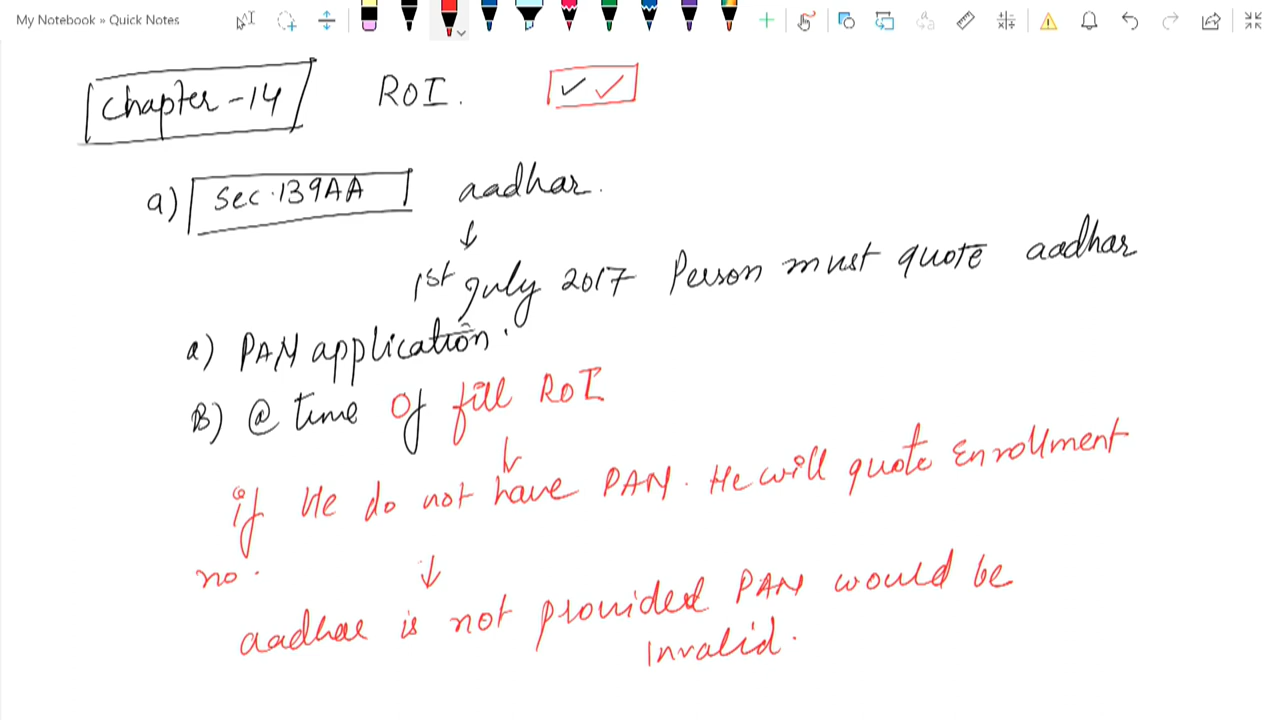 My Notebook » Quick Notes
Chapter-14 ROI.
a) Sec.139AA aadhar.
1st July 2017 Person must quote aadhar
a) PAN application.
B) @ time of fill ROI
if He do not have PAN. He will quote Enrollment
no.
aadhar is not provided PAN would be
Invalid.